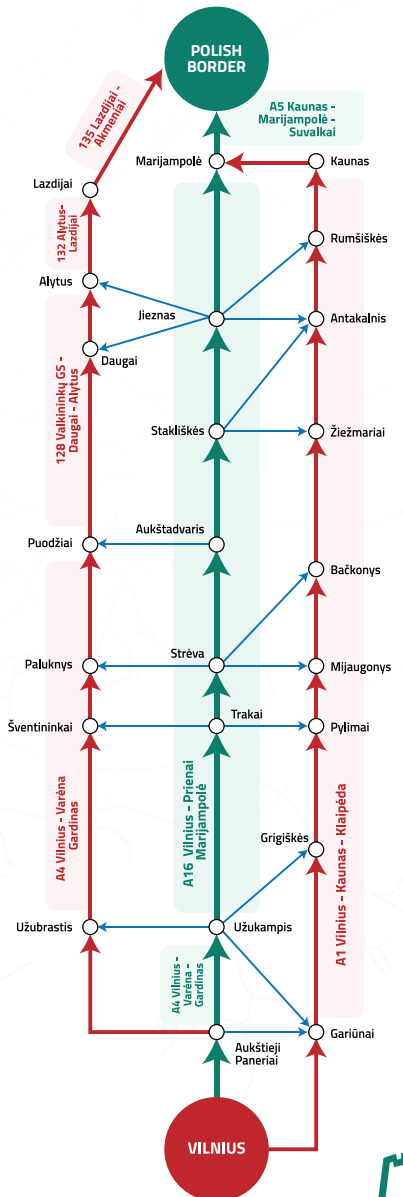 POLISH
BORDER
A5 Kaunas -
Marijampolė -
Suvalkai
135 Lazdijai -
Akmeniai
Marijampolė
Kaunas
Lazdijai
132 Alytus-
Lazdijai
Rumšiškės
Alytus
Jieznas
Antakalnis
Daugai
128 Valkininkų GS -
Daugai - Alytus
Stakliškės
Žiežmariai
Puodžiai
Aukštadvaris
Bačkonys
Paluknys
Strėva
Mijaugonys
Šventininkai
Trakai
Pylimai
A4 Vilnius - Varėna
Gardinas
A16 Vilnius - Prienai
Marijampolė
A1 Vilnius - Kaunas - Klaipėda
Grigiškės
Užubrastis
Užukampis
A4 Vilnius -
Varėna -
Gardinas
Gariūnai
Aukštieji
Paneriai
VILNIUS